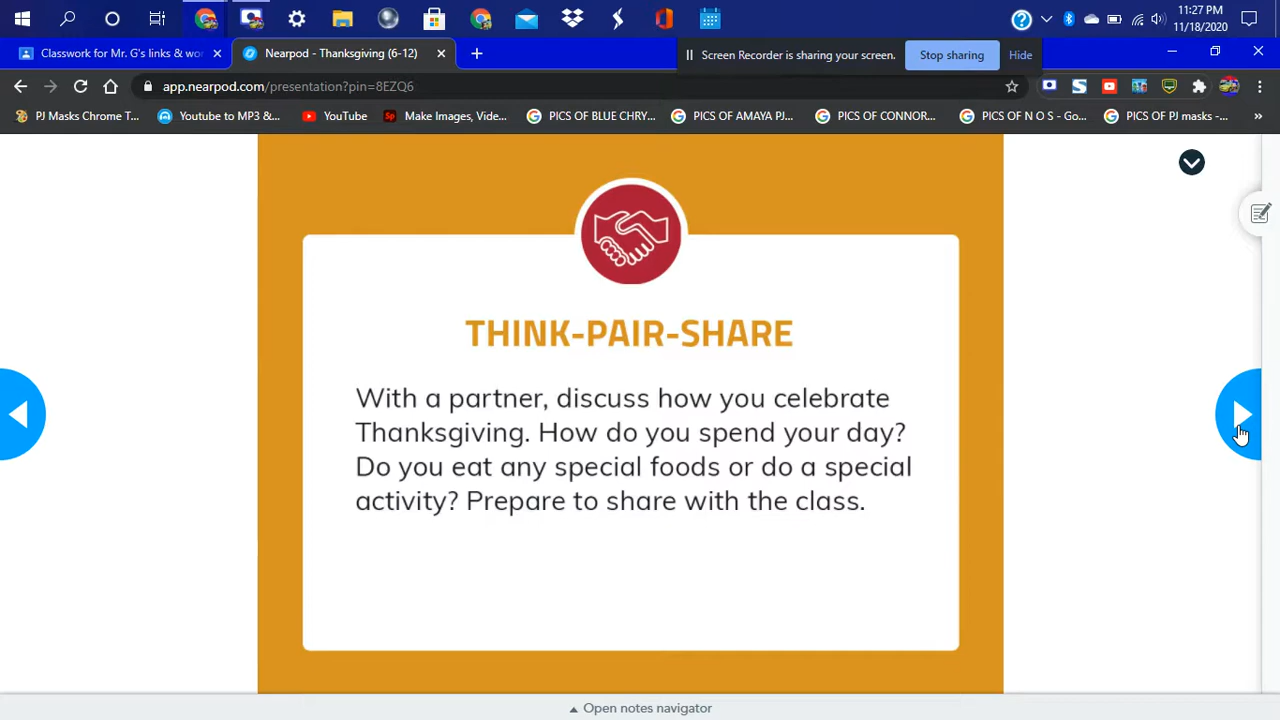 11:27 PM
11/18/2020
Classwork for Mr. G's links & wor
Nearpod - Thanksgiving (6-12)
Screen Recorder is sharing your screen.
Stop sharing
Hide
app.nearpod.com/presentation?pin=8EZQ6
PJ Masks Chrome T...
Youtube to MP3 &...
YouTube
Sp
Make Images, Vide...
PICS OF BLUE CHRY...
PICS OF AMAYA PJ...
PICS OF CONNOR...
PICS OF N O S - Go...
PICS OF PJ masks -...
THINK-PAIR-SHARE
With a partner, discuss how you celebrate
Thanksgiving. How do you spend your day?
Do you eat any special foods or do a special
activity? Prepare to share with the class.
Open notes navigator